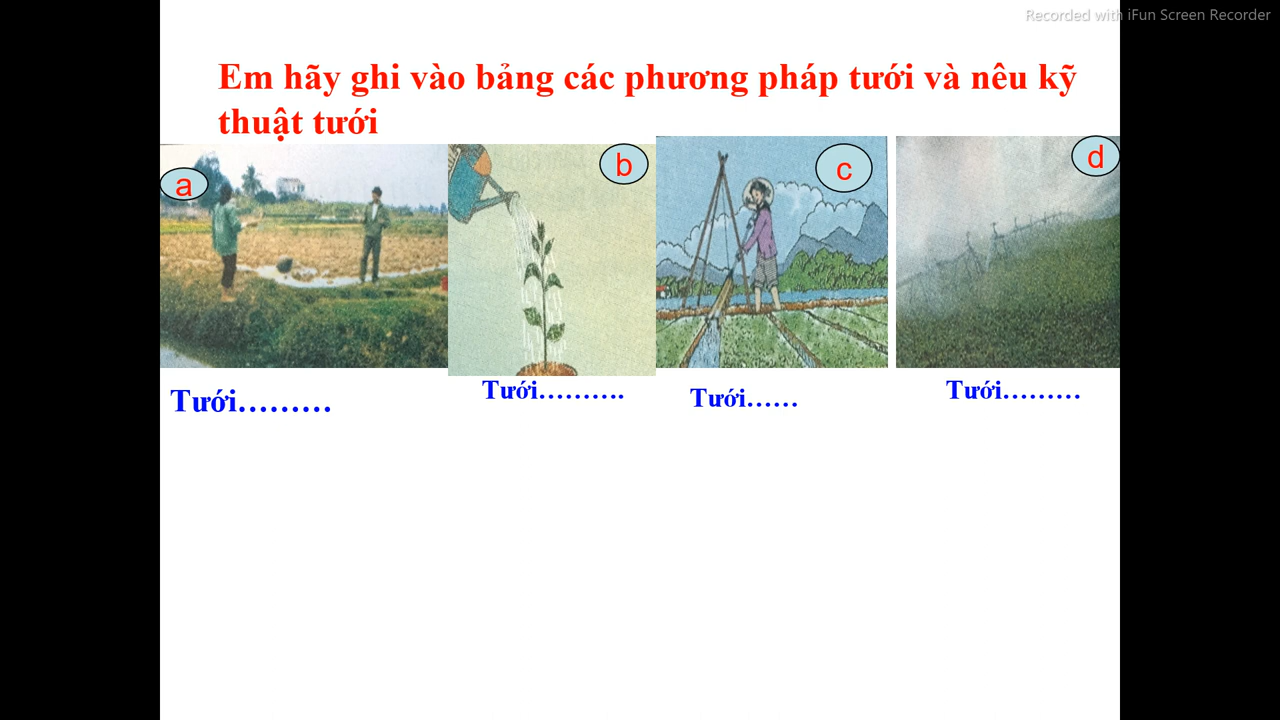 Recorded with iFun Screen Recorder
Em hãy ghi vào bảng các phương pháp tưới và nêu kỹ
thuật tưới
a
b
c
d
Tưới………
Tưới……….
Tưới……
Tưới………